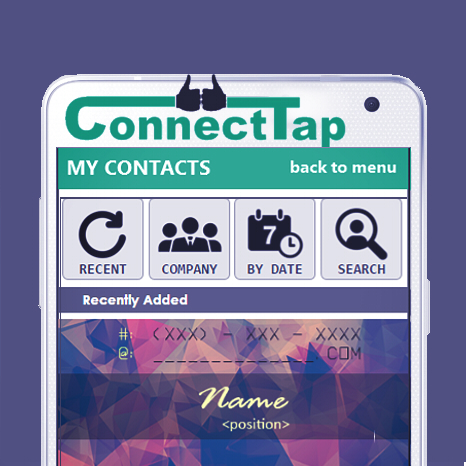 ConnectTap
MY CONTACTS back to menu
7
RECENT COMPANY BY DATE SEARCH
Recently Added
#: (XXX) - XXX - XXXX
@: ______________ COM
Name
<position>